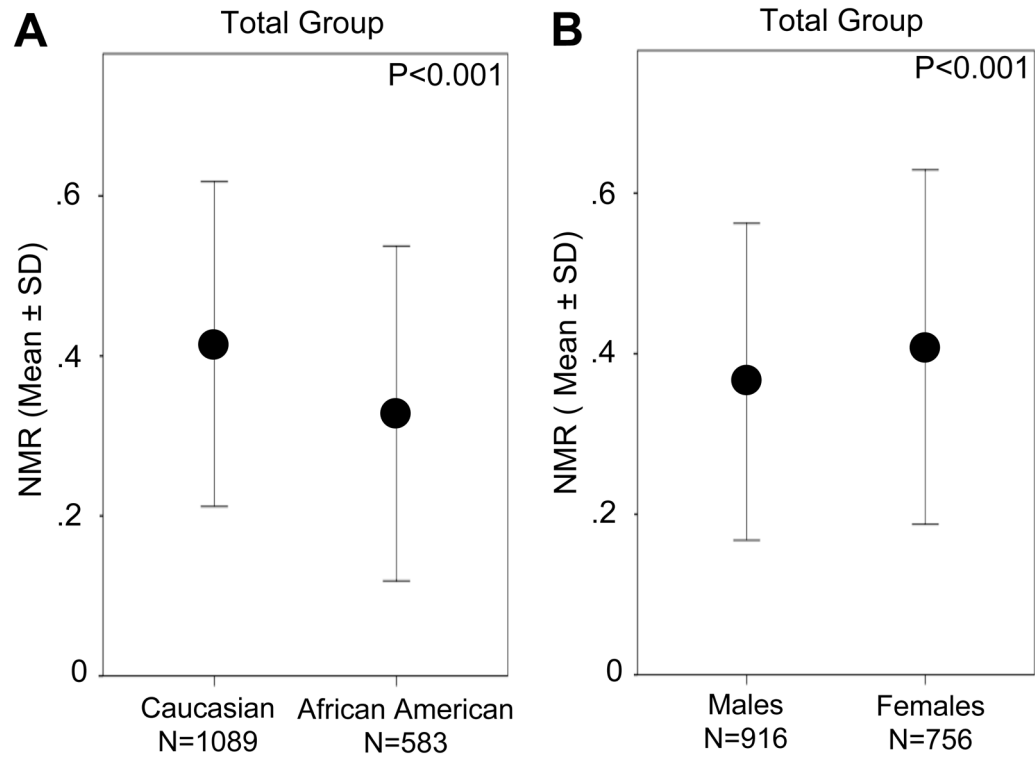 A
Total Group
P<0.001
NMR (Mean ± SD)
.6
.4
.2
0
Caucasian
N=1089
African American
N=583
B
Total Group
P<0.001
NMR ( Mean ± SD)
.6
.4
.2
0
Males
N=916
Females
N=756